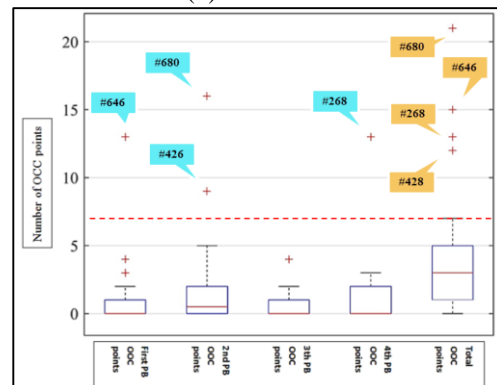 20
15
10
5
0
Number of OCC points
#680
#646
#680
#646
#268
#268
#426
#428
First PB
OOC
points
2nd PB
OOC
points
3th PB
OOC
points
4th PB
OOC
points
Total
OOC
points